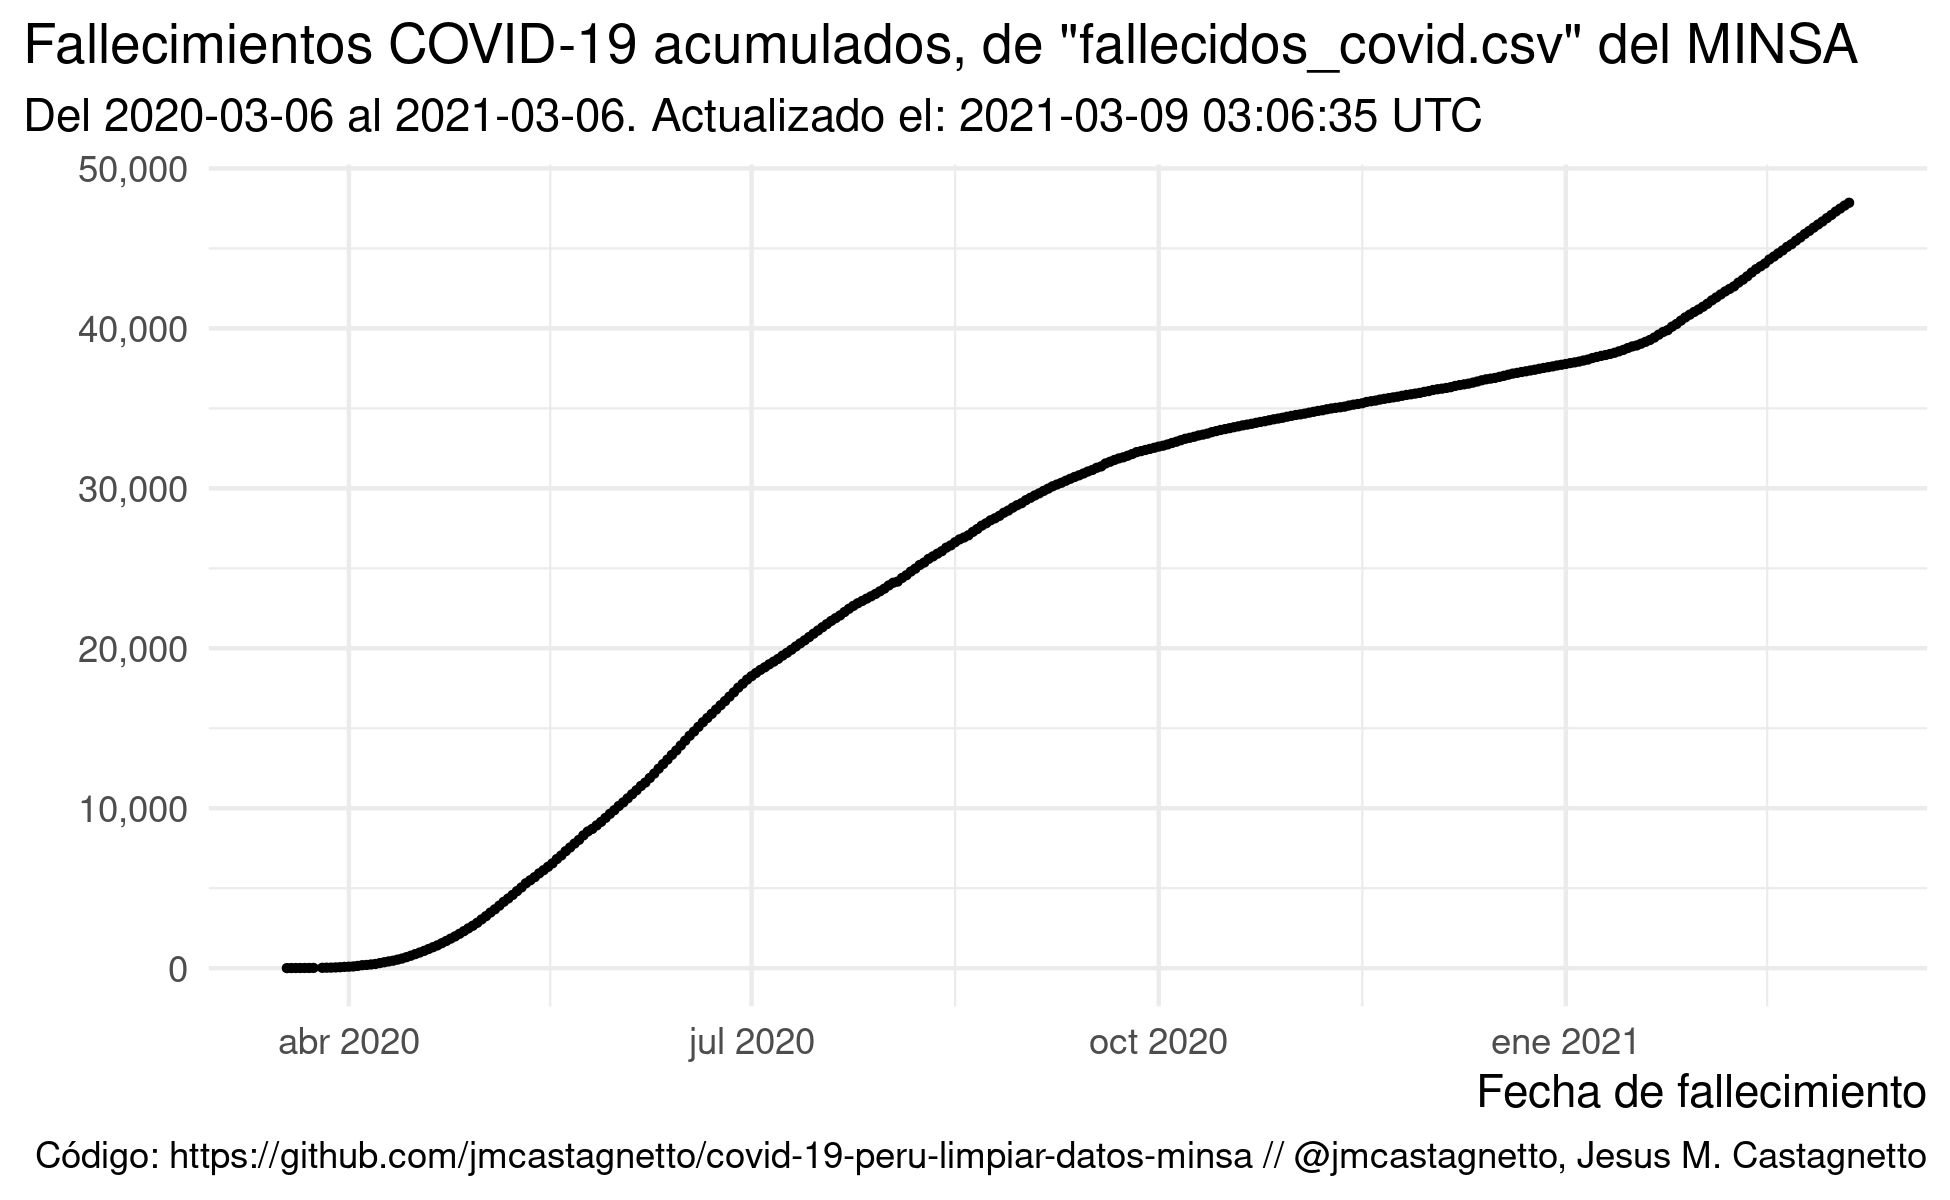 Fallecimientos COVID-19 acumulados, de "fallecidos_covid.csv" del MINSA
Del 2020-03-06 al 2021-03-06. Actualizado el: 2021-03-09 03:06:35 UTC
50,000
40,000
30,000
20,000
10,000
0
abr 2020
jul 2020
oct 2020
ene 2021
Fecha de fallecimiento
Código: https://github.com/jmcastagnetto/covid-19-peru-limpiar-datos-minsa // @jmcastagnetto, Jesus M. Castagnetto